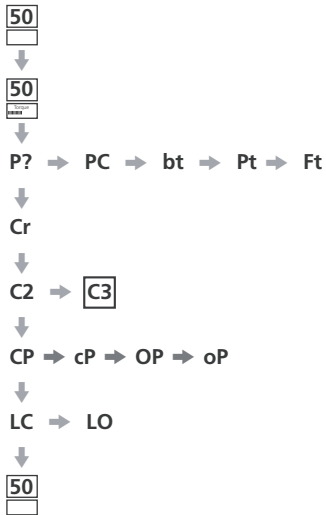 50
50
Torque
P? PC bt Pt Ft
Cr
C2 C3
CP cP OP oP
LC LO
50